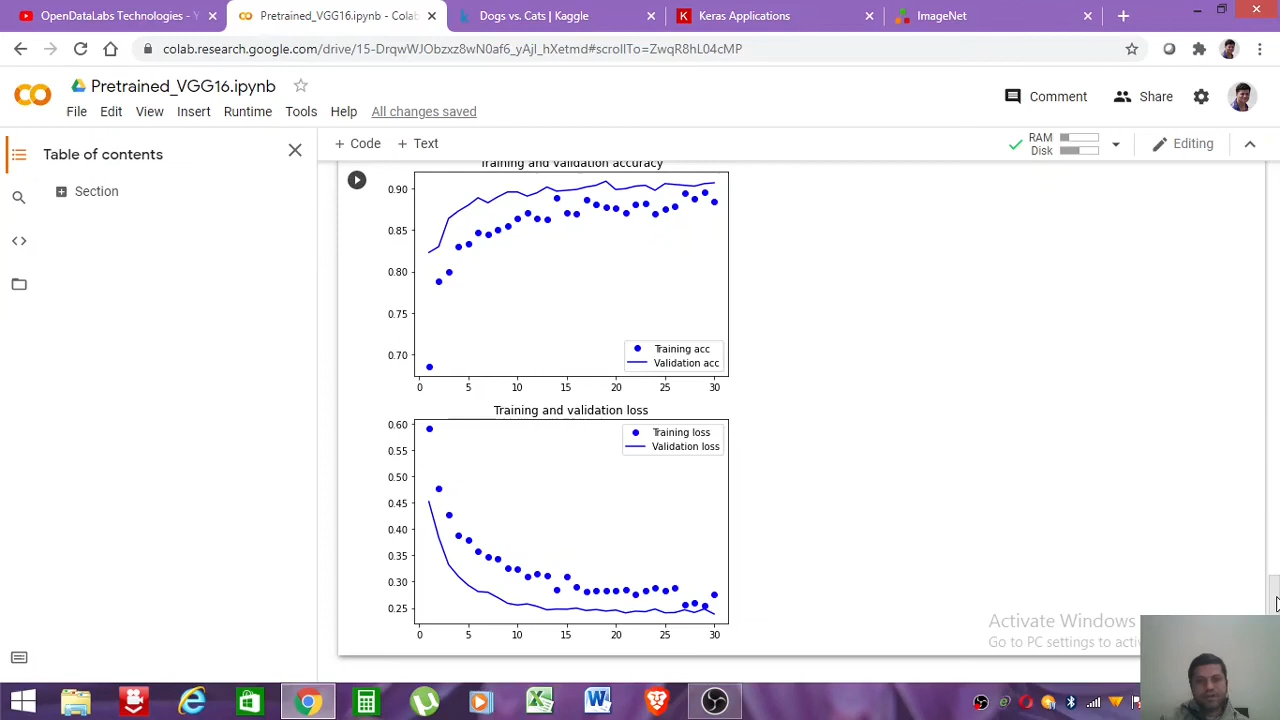 OpenDataLabs Technologies - Y
Pretrained_VGG16.ipynb - Colab
Dogs vs. Cats | Kaggle
Keras Applications
ImageNet
colab.research.google.com/drive/15-DrqwWJObzxz8wN0af6_yAjI_hXetmd#scrollTo=ZwqR8hL04cMP
Pretrained_VGG16.ipynb
Comment
Share
File Edit View Insert Runtime Tools Help All changes saved
Table of contents
+ Code + Text
RAM
Disk
Editing
Section
Training and validation accuracy
0.90
0.85
0.80
0.75
0.70
Training acc
Validation acc
0 5 10 15 20 25 30
Training and validation loss
0.60
0.55
0.50
0.45
0.40
0.35
0.30
0.25
Training loss
Validation loss
0 5 10 15 20 25 30
Activate Windows
Go to PC settings to